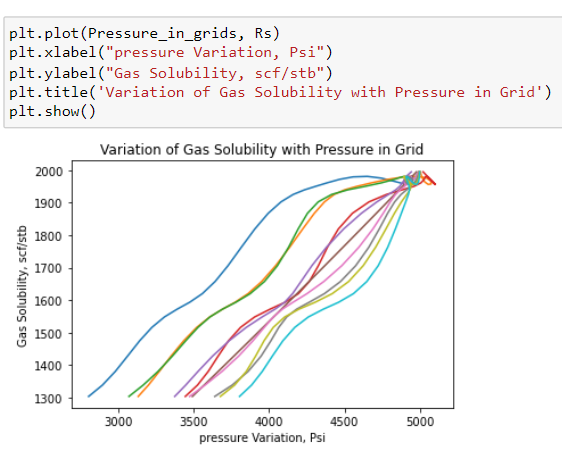 plt.plot(Pressure_in_grids, Rs)
plt.xlabel("pressure Variation, Psi")
plt.ylabel("Gas Solubility, scf/stb")
plt.title('Variation of Gas Solubility with Pressure in Grid')
plt.show()
Variation of Gas Solubility with Pressure in Grid
Gas Solubility, scf/stb
2000
1900
1800
1700
1600
1500
1400
1300
3000 3500 4000 4500 5000
pressure Variation, Psi